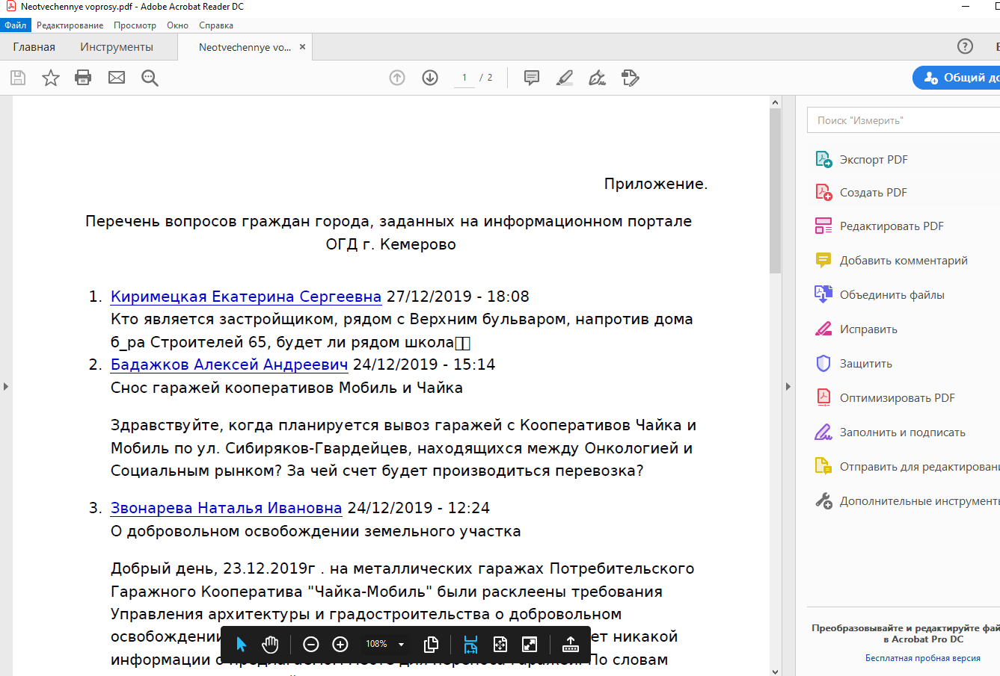 Neotvechennye voprosy.pdf - Adobe Acrobat Reader DC
Файл Редактирование Просмотр Окно Справка
Главная Инструменты Neotvechennye vo... ×
1 / 2
Общий до
Поиск "Измерить"
Экспорт PDF
Создать PDF
Редактировать PDF
Добавить комментарий
Объединить файлы
Исправить
Защитить
Оптимизировать PDF
Заполнить и подписать
Отправить для редактировани
Дополнительные инструменты
Преобразовывайте и редактируйте фай
в Acrobat Pro DC
Бесплатная пробная версия
Приложение.
Перечень вопросов граждан города, заданных на информационном портале
ОГД г. Кемерово
1. Киримецкая Екатерина Сергеевна 27/12/2019 - 18:08
Кто является застройщиком, рядом с Верхним бульваром, напротив дома
б_ра Строителей 65, будет ли рядом школа
2. Бадажков Алексей Андреевич 24/12/2019 - 15:14
Снос гаражей кооперативов Мобиль и Чайка
Здравствуйте, когда планируется вывоз гаражей с Кооперативов Чайка и
Мобиль по ул. Сибиряков-Гвардейцев, находящихся между Онкологией и
Социальным рынком? За чей счет будет производиться перевозка?
3. Звонарева Наталья Ивановна 24/12/2019 - 12:24
О добровольном освобождении земельного участка
Добрый день, 23.12.2019г . на металлических гаражах Потребительского
Гаражного Кооператива "Чайка-Мобиль" были расклеены требования
Управления архитектуры и градостроительства о добровольном
освобождении ет никакой
информации о По словам
108%